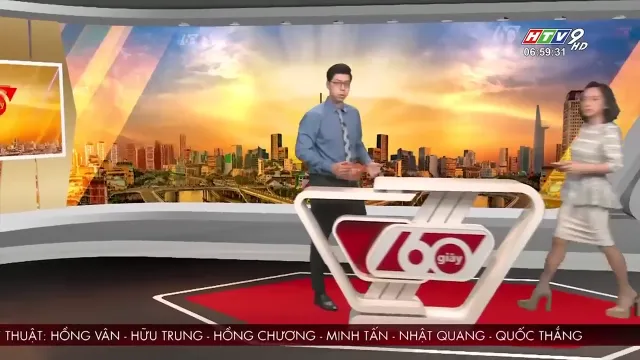 HTV9 HD
06:59:31
giây
60 giây
THUẬT: HỒNG VÂN - HỮU TRUNG - HỒNG CHƯƠNG - MINH TẤN - NHẬT QUANG - QUỐC THẮNG